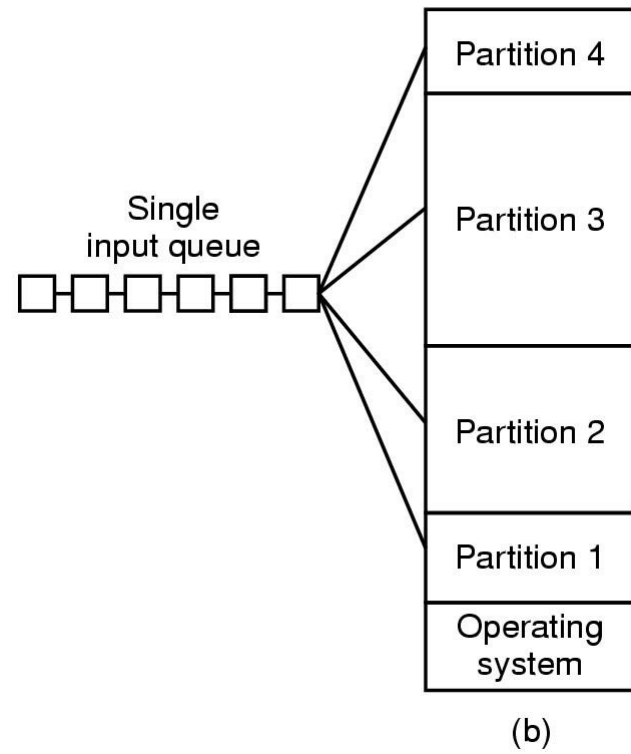 Single
input queue
Partition 4
Partition 3
Partition 2
Partition 1
Operating
system
(b)